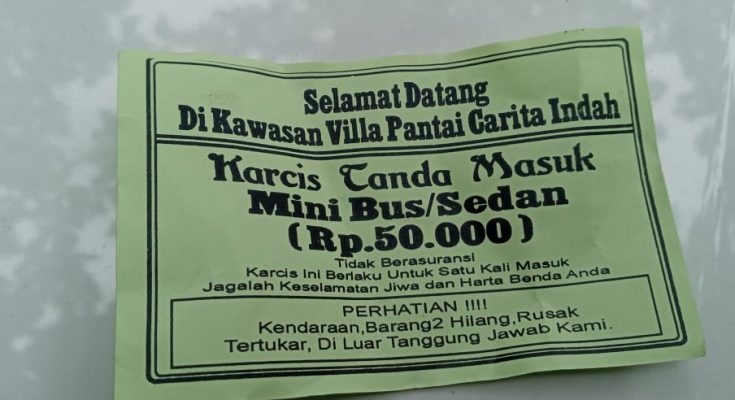 Selamat Datang
Di Kawasan Villa Pantai Carita Indah
Karcis Tanda Masuk
Mini Bus/Sedan
(Rp.50.000)
Tidak Berasuransi
Karcis Ini Berlaku Untuk Satu Kali Masuk
Jagalah Keselamatan Jiwa dan Harta Benda Anda
PERHATIAN !!!!
Kendaraan,Barang2 Hilang,Rusak
Tertukar, Di Luar Tanggung Jawab Kami.